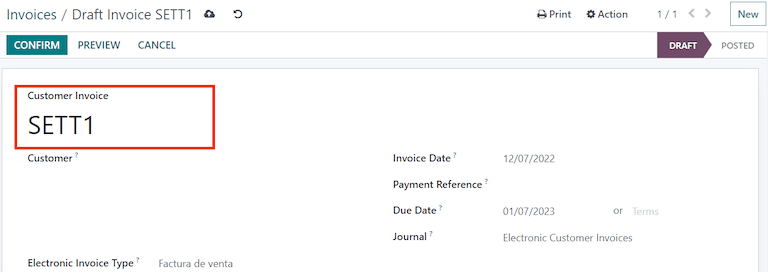 Invoices / Draft Invoice SETT1
Print Action 1 / 1 New
CONFIRM PREVIEW CANCEL DRAFT POSTED
Customer Invoice
SETT1
Customer ? Invoice Date ? 12/07/2022
Payment Reference ?
Due Date ? 01/07/2023 or Terms
Journal ? Electronic Customer Invoices
Electronic Invoice Type ? Factura de venta